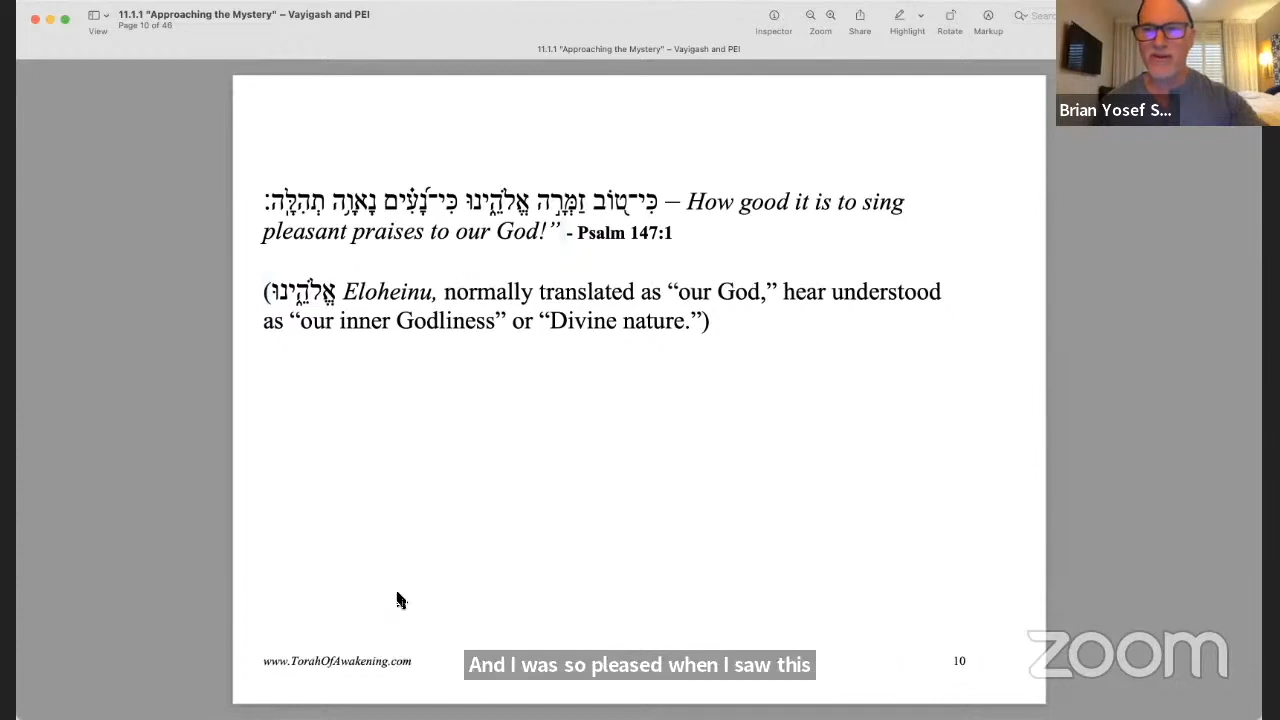 11.1.1 "Approaching the Mystery" – Vayigash and PEI
Page 10 of 46
View
Inspector
Zoom
Share
Highlight
Rotate
Markup
Sear
11.1.1 "Approaching the Mystery" – Vayigash and PEI
Brian Yosef S...
כִּי־ט֭וֹב זַמְּרָ֣ה אֱלֹהֵ֑ינוּ כִּי־נָ֝עִ֗ים נָאוָ֥ה תְהִלָּֽה׃ – How good it is to sing
pleasant praises to our God!” - Psalm 147:1
(אֱלֹהֵ֑ינוּ Eloheinu, normally translated as “our God,” hear understood
as “our inner Godliness” or “Divine nature.”)
www.TorahOfAwakening.com
And I was so pleased when I saw this
10
zoom